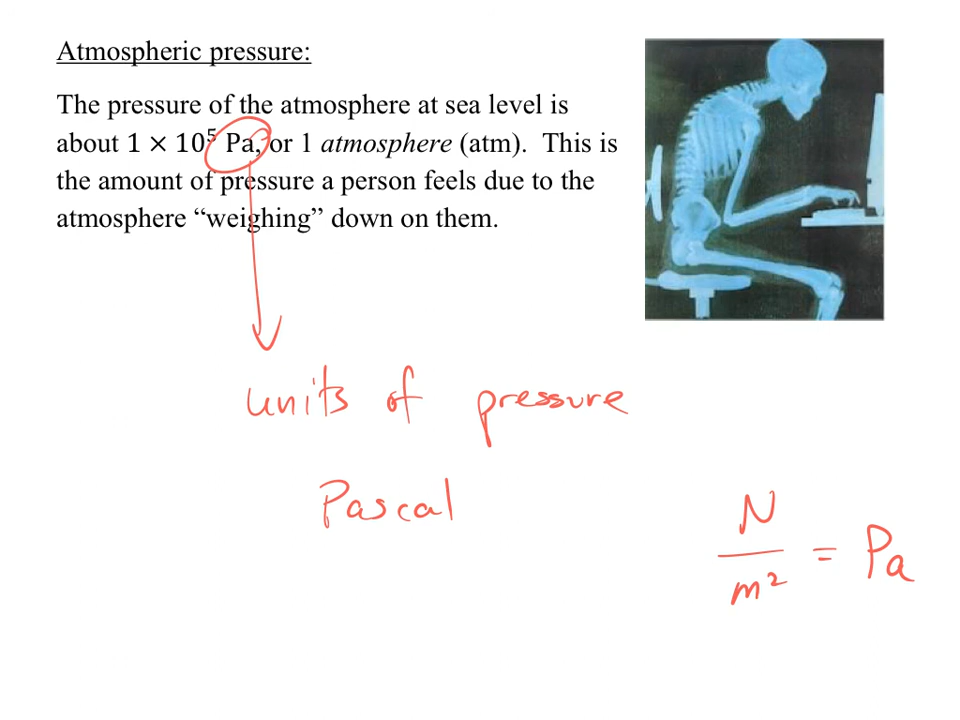 Atmospheric pressure:
The pressure of the atmosphere at sea level is
about 1 × 10⁵ Pa, or 1 atmosphere (atm). This is
the amount of pressure a person feels due to the
atmosphere “weighing” down on them.
units of pressure
Pascal
N/m² = Pa